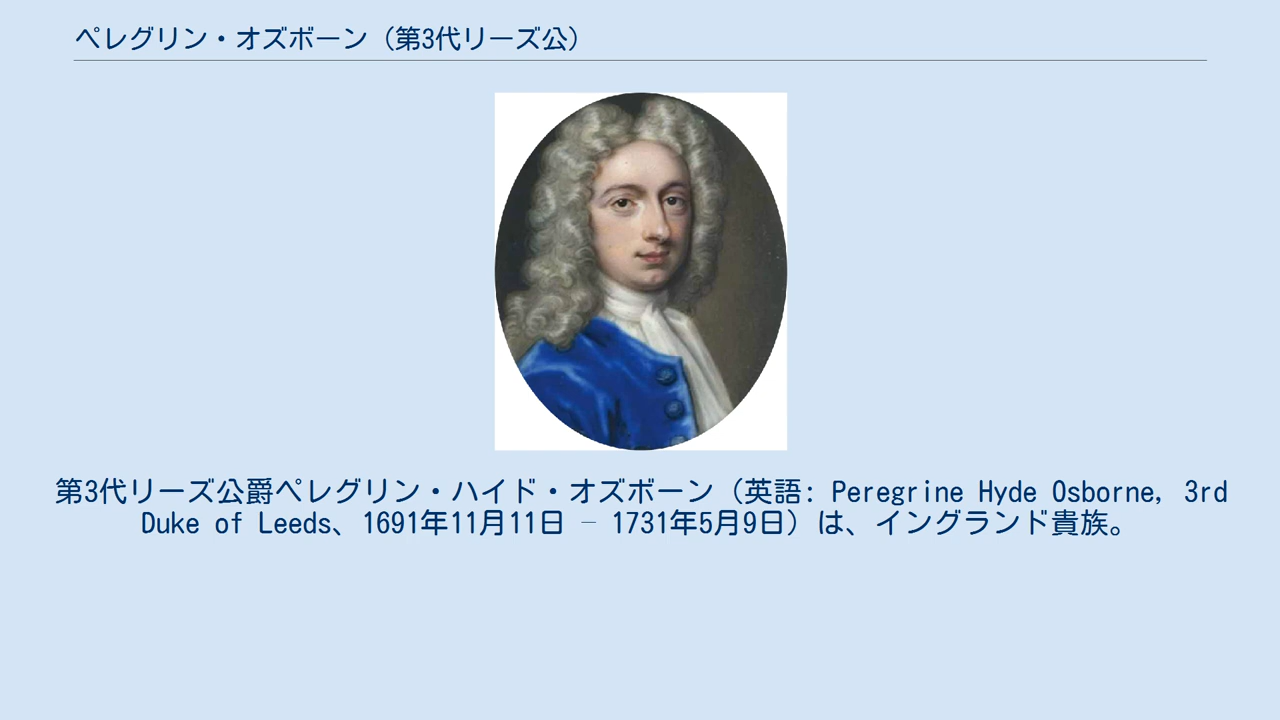 ペレグリン・オズボーン（第3代リーズ公）
第3代リーズ公爵ペレグリン・ハイド・オズボーン（英語: Peregrine Hyde Osborne, 3rd
Duke of Leeds、1691年11月11日 – 1731年5月9日）は、イングランド貴族。